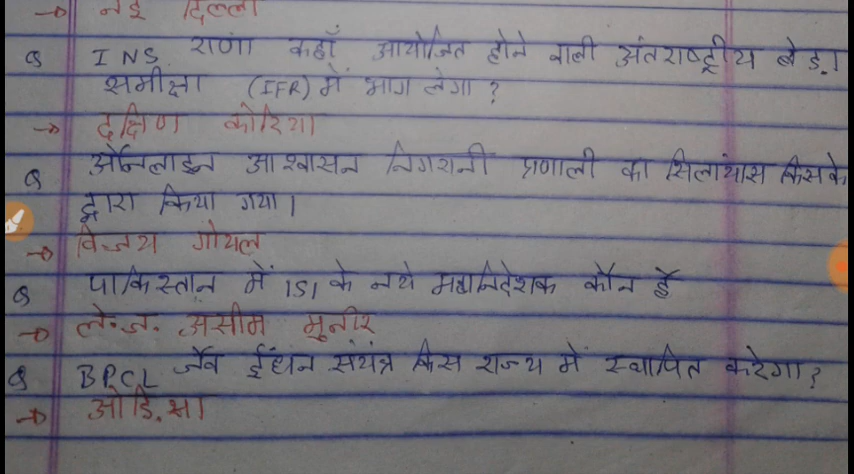 → नई दिल्ली
Q INS राणा कहाँ आयोजित होने वाली अंतराष्ट्रीय बेड़ा
समीक्षा (IFR) में भाग लेगा?
→ दक्षिण कोरिया
Q ऑनलाइन आश्वासन निगरानी प्रणाली का सिलांयास किसके
द्वारा किया गया।
→ विजय गोयल
Q पाकिस्तान में ISI के नये महानिदेशक कौन हैं
→ ले.ज. असीम मुनीर
Q BPCL जैव ईंधन संयंत्र किस राज्य में स्थापित करेगा?
→ ओडि.सा